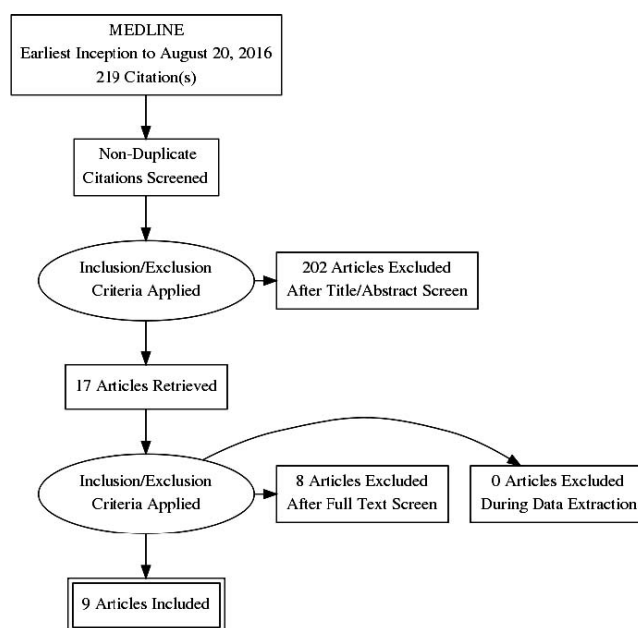 MEDLINE
Earliest Inception to August 20, 2016
219 Citation(s)
Non-Duplicate
Citations Screened
Inclusion/Exclusion
Criteria Applied
202 Articles Excluded
After Title/Abstract Screen
17 Articles Retrieved
Inclusion/Exclusion
Criteria Applied
8 Articles Excluded
After Full Text Screen
0 Articles Excluded
During Data Extraction
9 Articles Included